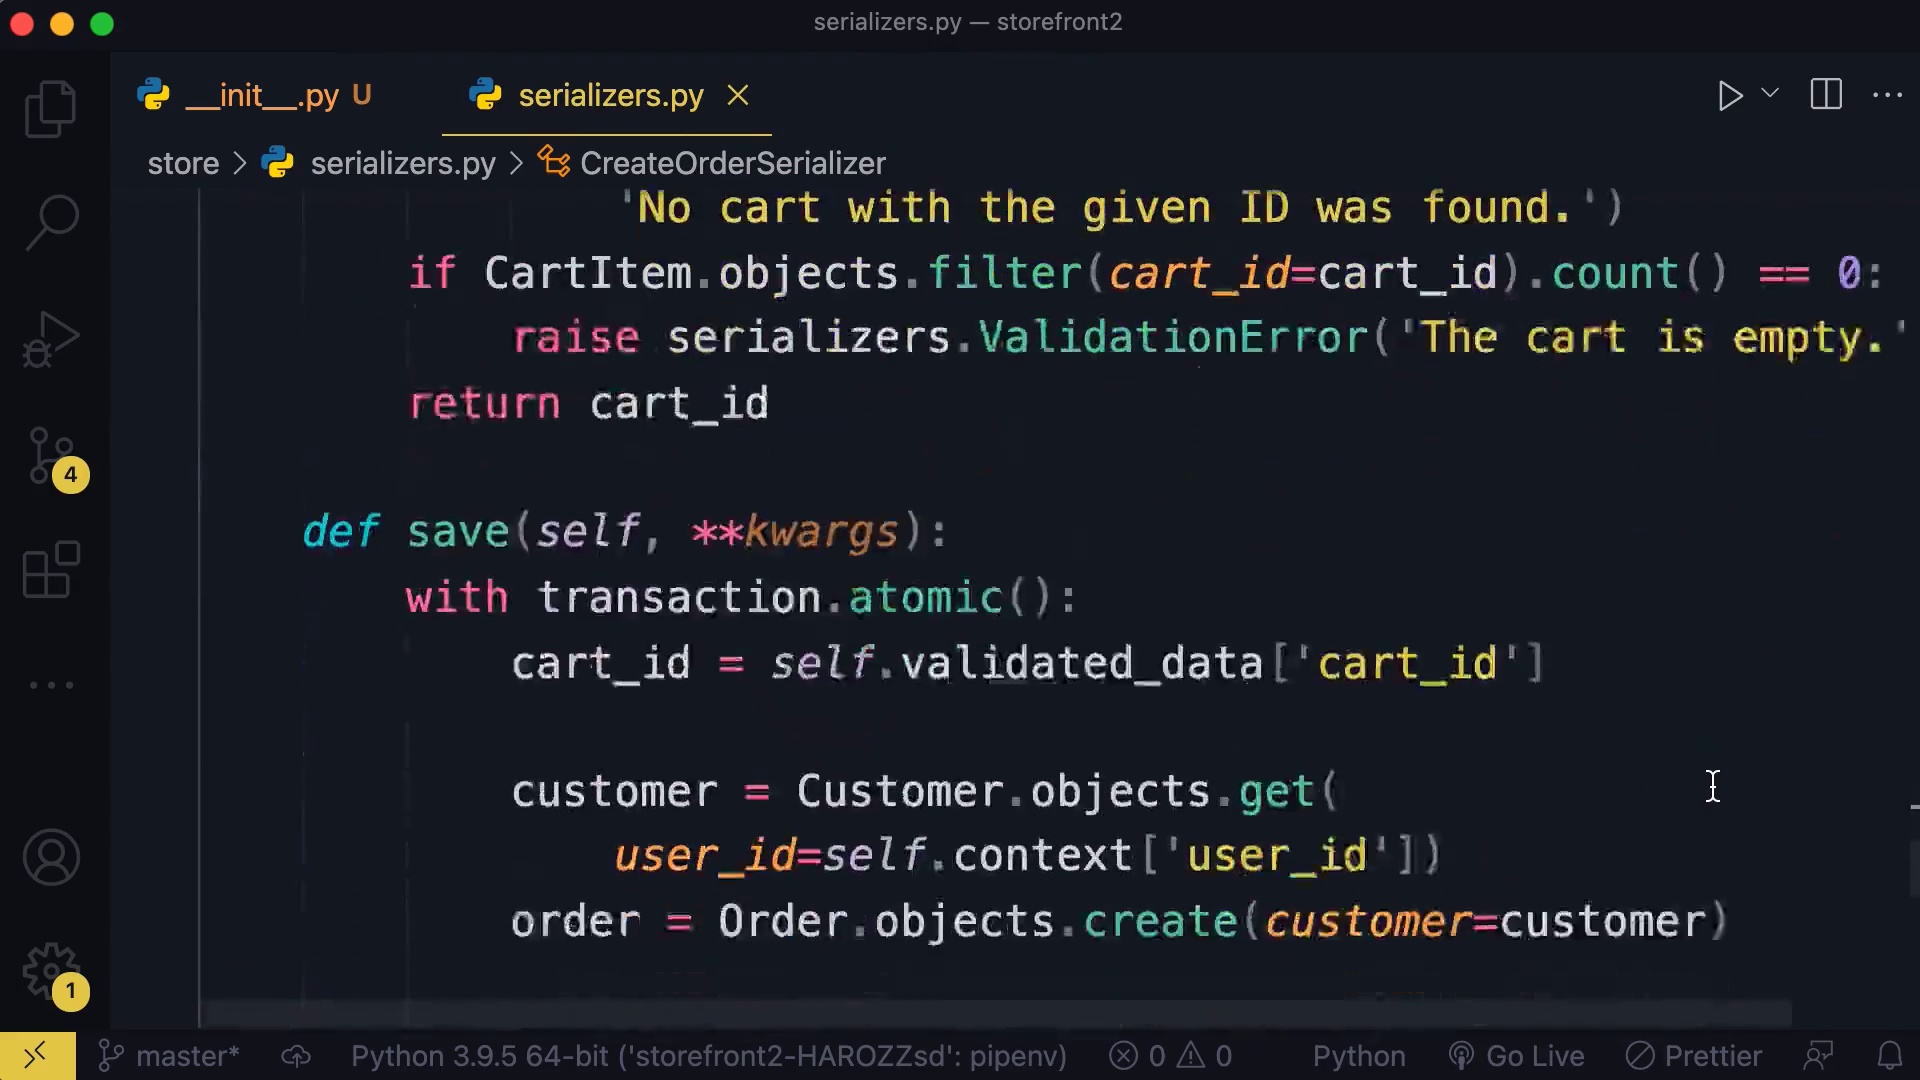 serializers.py — storefront2
__init__.py U
serializers.py
store > serializers.py > CreateOrderSerializer
'No cart with the given ID was found.')
if CartItem.objects.filter(cart_id=cart_id).count() == 0:
raise serializers.ValidationError('The cart is empty.'
return cart_id
def save(self, **kwargs):
with transaction.atomic():
cart_id = self.validated_data['cart_id']
customer = Customer.objects.get(
user_id=self.context['user_id'])
order = Order.objects.create(customer=customer)
4
1
master* Python 3.9.5 64-bit ('storefront2-HAROZZsd': pipenv) 0 0 Python Go Live Prettier